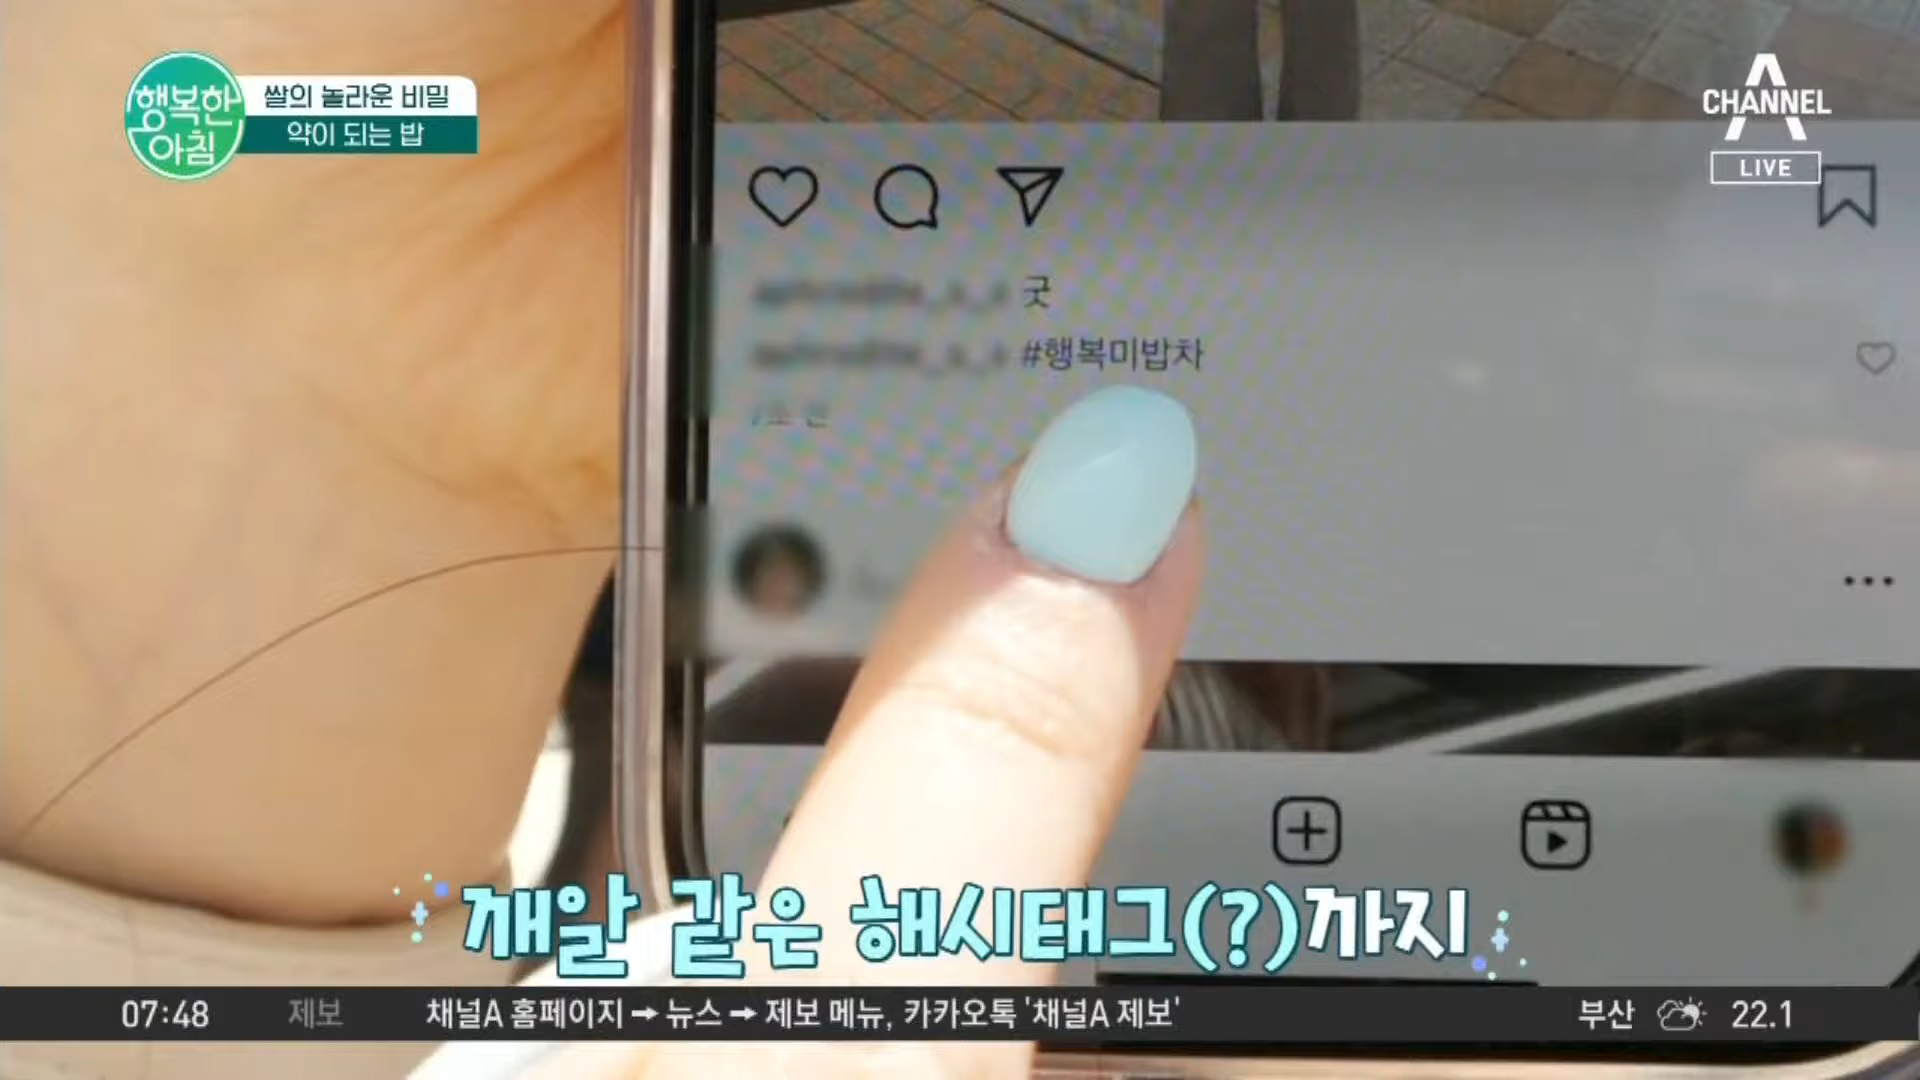 행복한
아침
쌀의 놀라운 비밀
약이 되는 밥
CHANNEL A
LIVE
굿
#행복미밥차
깨알 같은 해시태그(?)까지
07:48 제보 채널A 홈페이지 → 뉴스 → 제보 메뉴, 카카오톡 '채널A 제보' 부산 22.1